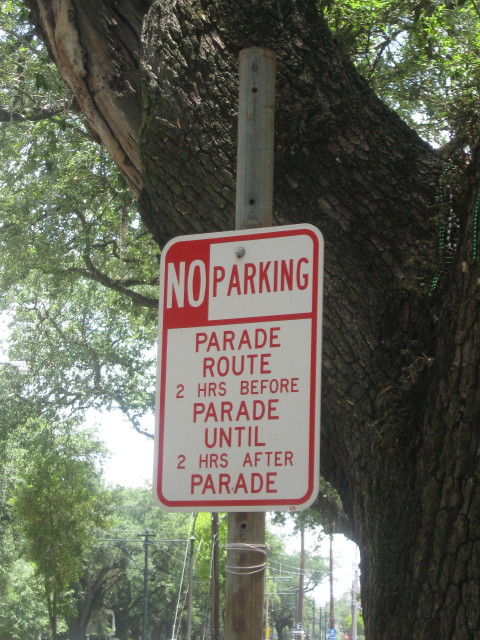 NO PARKING
PARADE
ROUTE
2 HRS BEFORE
PARADE
UNTIL
2 HRS AFTER
PARADE